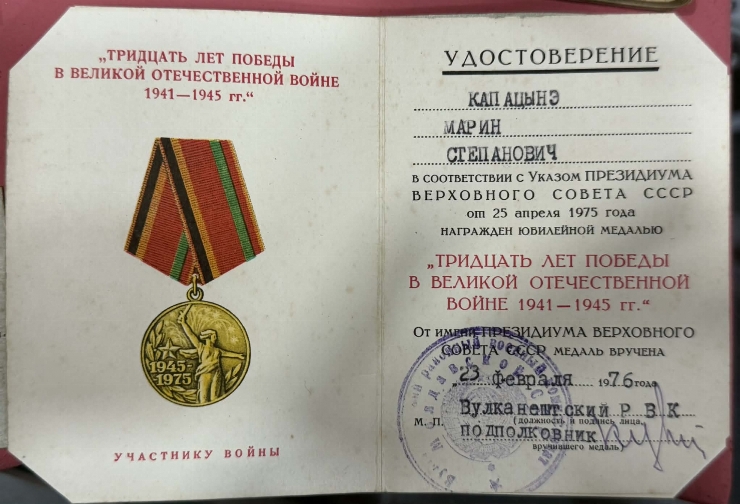 „ТРИДЦАТЬ ЛЕТ ПОБЕДЫ
В ВЕЛИКОЙ ОТЕЧЕСТВЕННОЙ ВОЙНЕ
1941—1945 гг.“
1945-
1975
УЧАСТНИКУ ВОЙНЫ
УДОСТОВЕРЕНИЕ
КАПАЦЫНЭ
МАРИН
СТЕПАНОВИЧ
В СООТВЕТСТВИИ С УКАЗОМ ПРЕЗИДИУМА
ВЕРХОВНОГО СОВЕТА СССР
от 25 апреля 1975 года
НАГРАЖДЕН ЮБИЛЕЙНОЙ МЕДАЛЬЮ
„ТРИДЦАТЬ ЛЕТ ПОБЕДЫ
В ВЕЛИКОЙ ОТЕЧЕСТВЕННОЙ
ВОЙНЕ 1941—1945 гг.“
От имени ПРЕЗИДИУМА ВЕРХОВНОГО
СОВЕТА СССР МЕДАЛЬ ВРУЧЕНА
„23 Февраля 1976 года
Вулканештский Р В К
М. П. (должность и подпись лица,
подполковник
вручившего медаль)